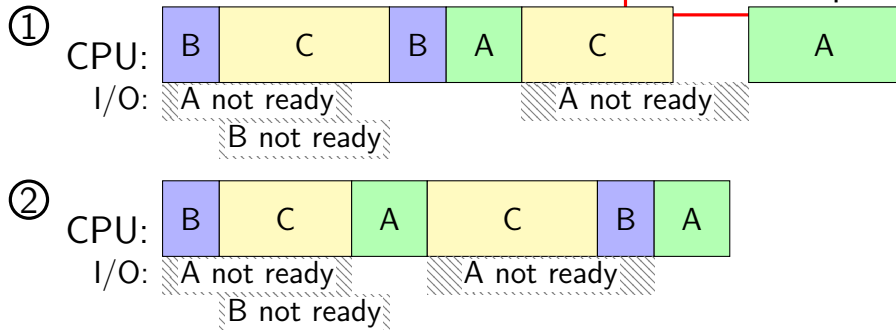 ①
CPU: B C B A C A
I/O: A not ready A not ready
B not ready
②
CPU: B C A C B A
I/O: A not ready A not ready
B not ready